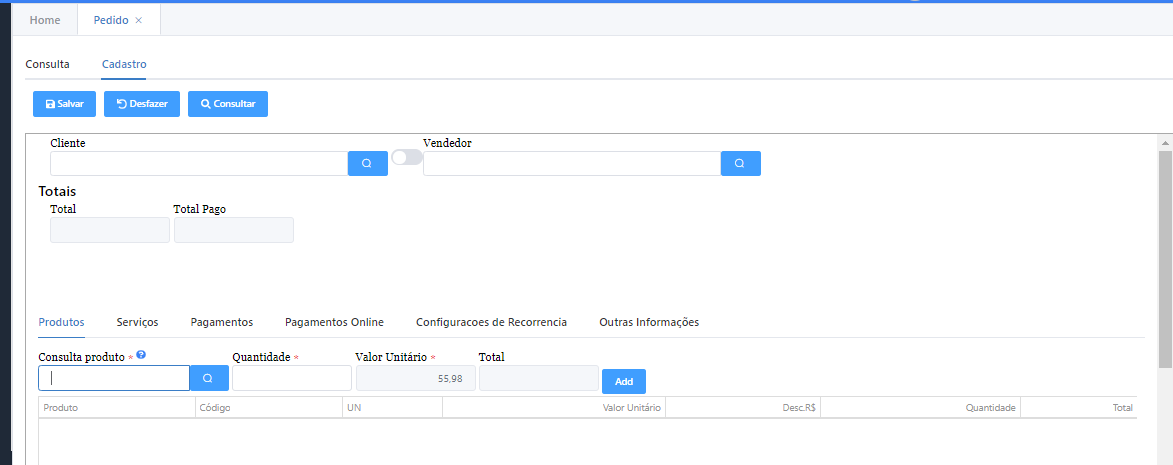 Home Pedido ×
Consulta Cadastro
Salvar Desfazer Consultar
Cliente Vendedor
Totais
Total Total Pago
Produtos Serviços Pagamentos Pagamentos Online Configuracoes de Recorrencia Outras Informações
Consulta produto * ? Quantidade * Valor Unitário * Total
55,98 Add
Produto Código UN Valor Unitário Desc.R$ Quantidade Total